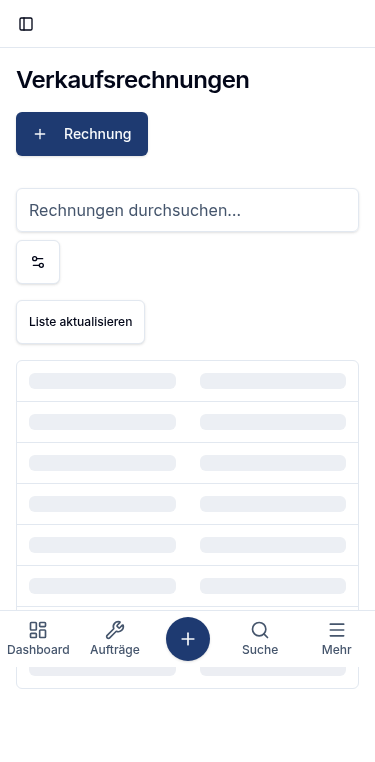 Verkaufsrechnungen
Rechnung
Rechnungen durchsuchen...
Liste aktualisieren
Dashboard
Aufträge
Suche
Mehr